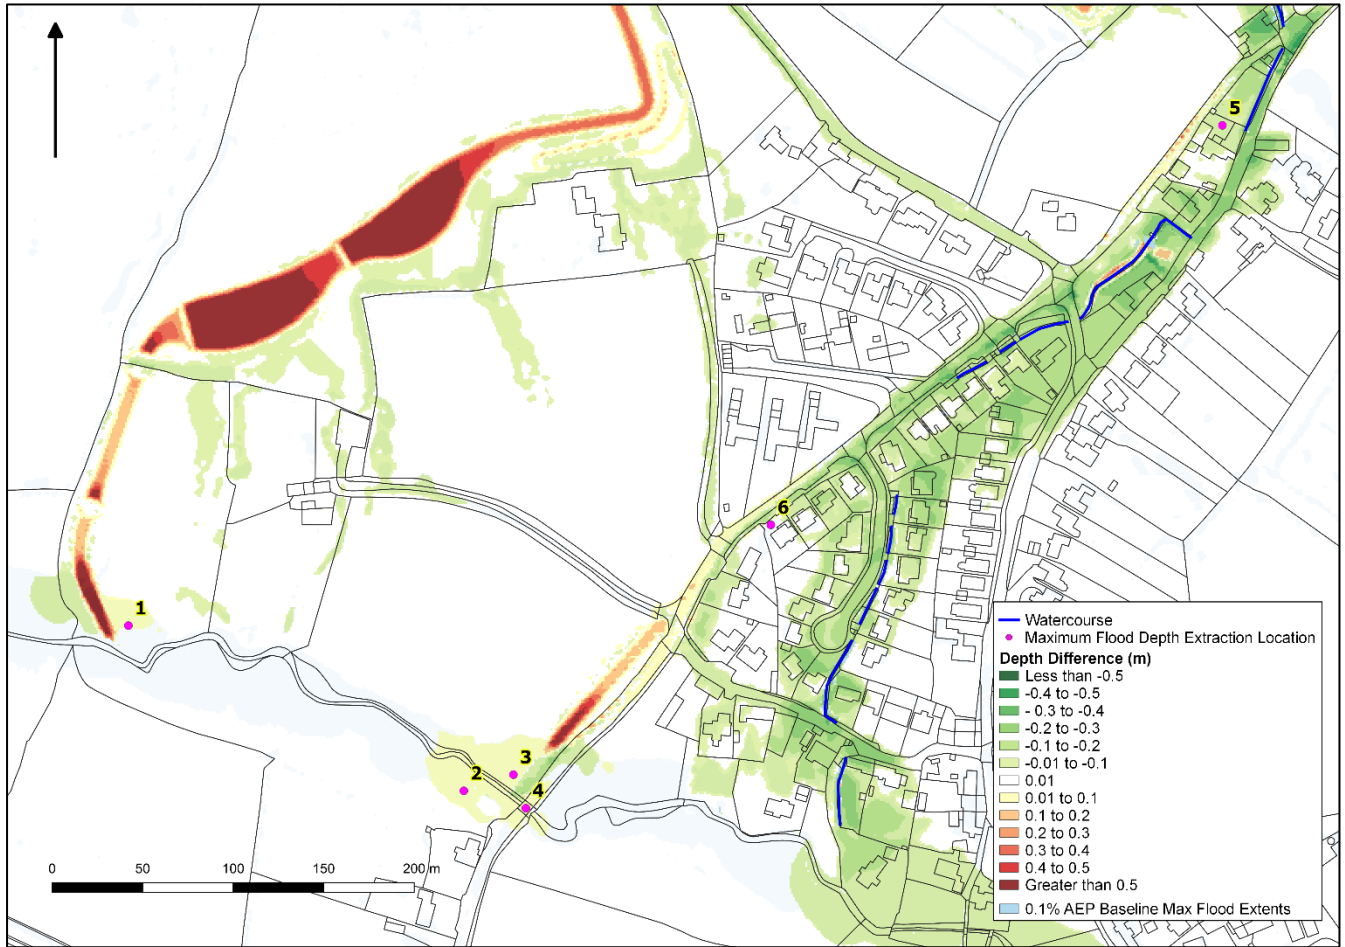 5
6
1
3
2
4
0 50 100 150 200 m
Watercourse
Maximum Flood Depth Extraction Location
Depth Difference (m)
Less than -0.5
-0.4 to -0.5
- 0.3 to -0.4
-0.2 to -0.3
-0.1 to -0.2
-0.01 to -0.1
0.01
0.01 to 0.1
0.1 to 0.2
0.2 to 0.3
0.3 to 0.4
0.4 to 0.5
Greater than 0.5
0.1% AEP Baseline Max Flood Extents